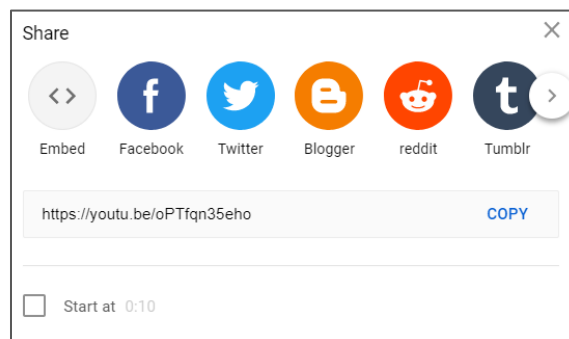 Share
Embed Facebook Twitter Blogger reddit Tumblr
https://youtu.be/oPTfqn35eho COPY
Start at 0:10